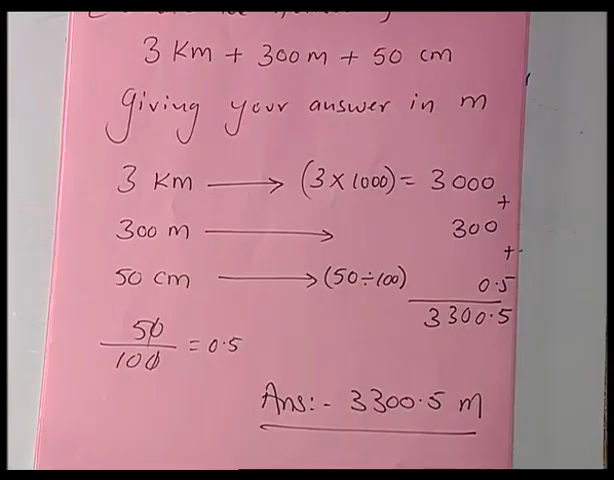 3 Km + 300 m + 50 cm
Giving your answer in m
3 Km ⟶ (3 × 1000) = 3000
+
300 m ⟶ 300
+
50 cm ⟶ (50 ÷ 100) 0.5
3300.5
50/100 = 0.5
Ans:- 3300.5 m